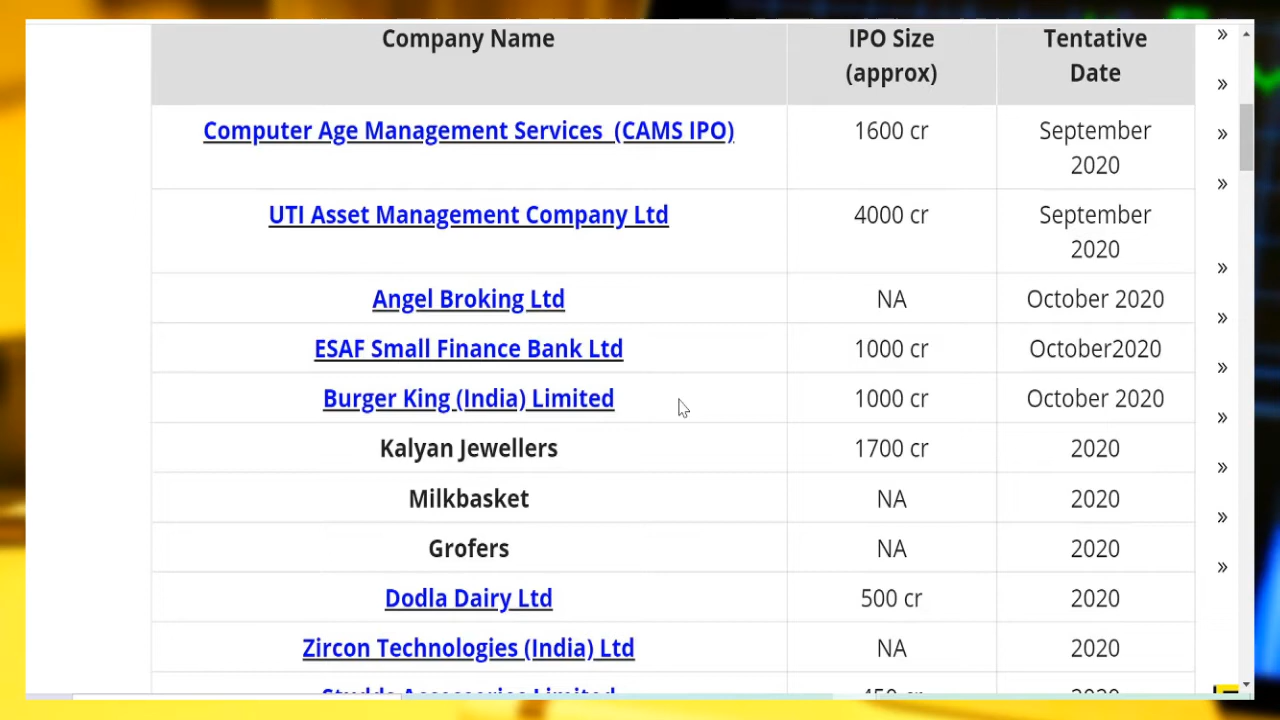 Company Name IPO Size Tentative
(approx) Date
Computer Age Management Services (CAMS IPO) 1600 cr September
2020
UTI Asset Management Company Ltd 4000 cr September
2020
Angel Broking Ltd NA October 2020
ESAF Small Finance Bank Ltd 1000 cr October2020
Burger King (India) Limited 1000 cr October 2020
Kalyan Jewellers 1700 cr 2020
Milkbasket NA 2020
Grofers NA 2020
Dodla Dairy Ltd 500 cr 2020
Zircon Technologies (India) Ltd NA 2020